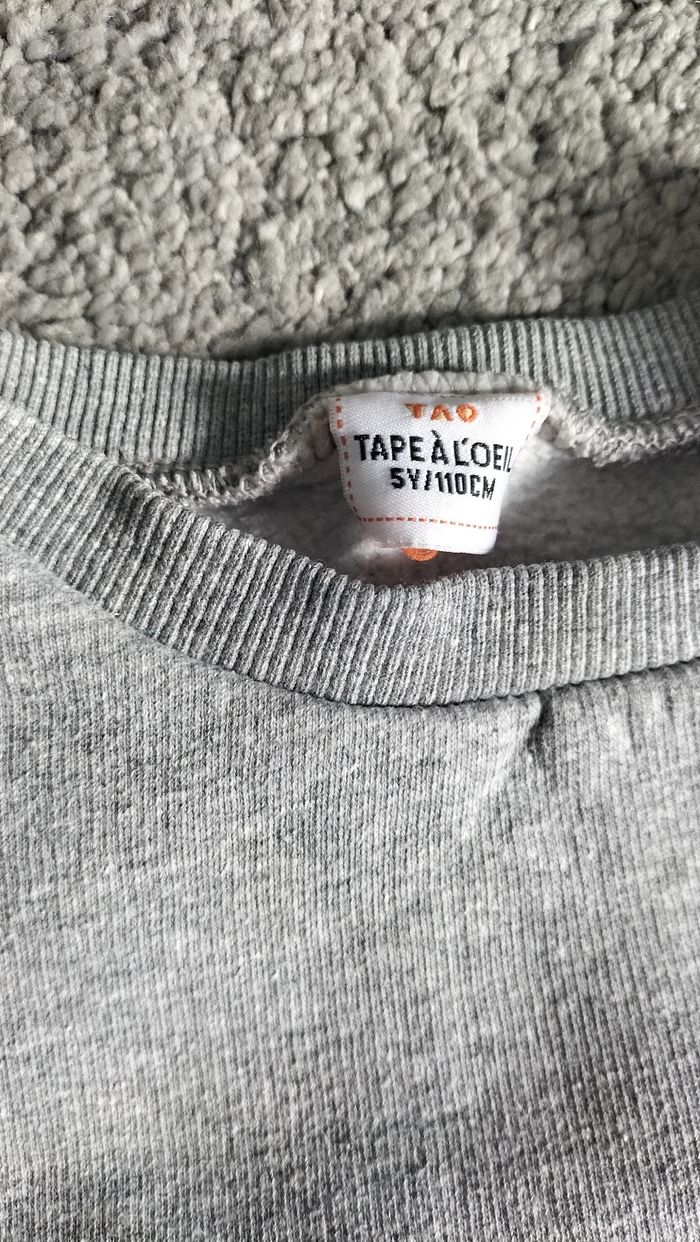 TAO
TAPE À L'OEIL
5Y/110CM